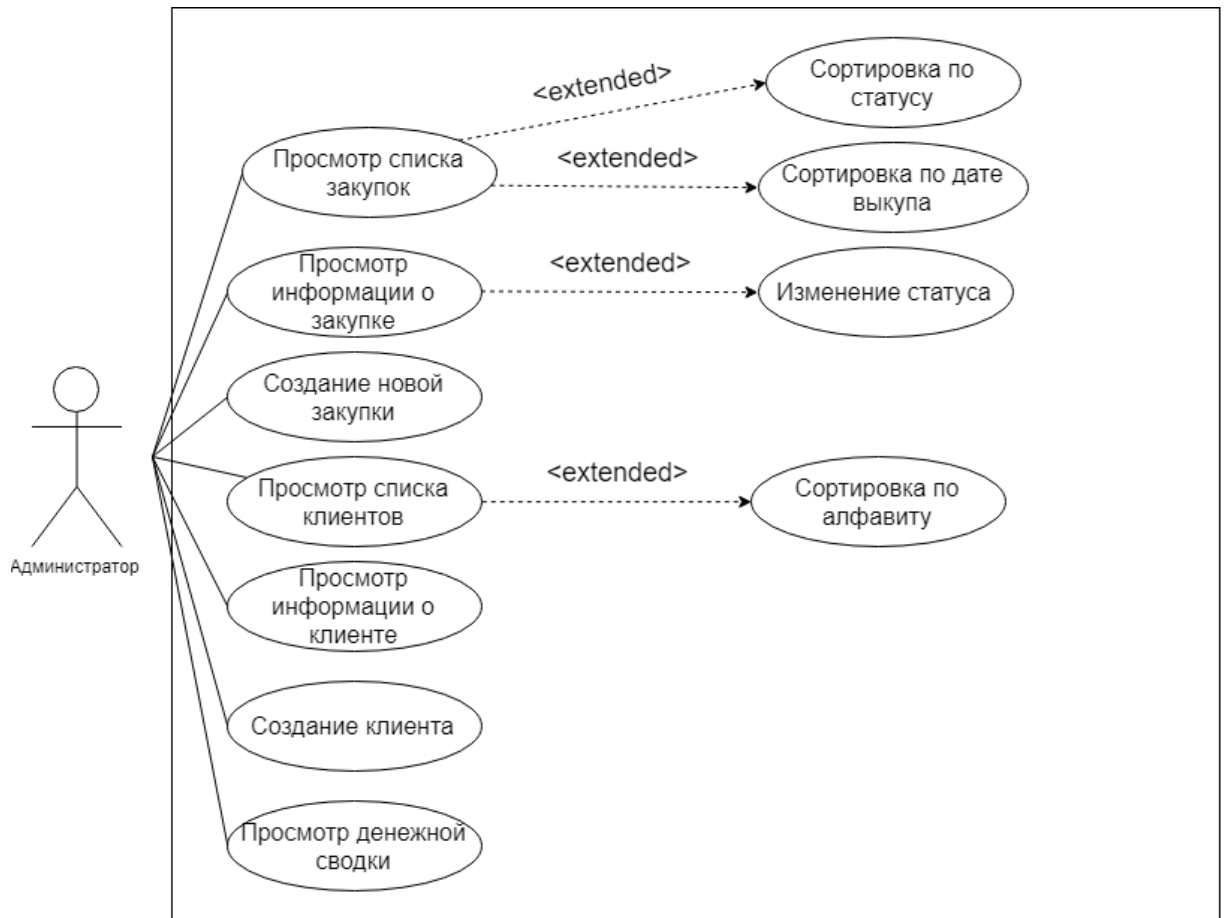 <extended>
Сортировка по
статусу
Просмотр списка
закупок
<extended>
Сортировка по дате
выкупа
Просмотр
информации о
закупке
<extended>
Изменение статуса
Создание новой
закупки
Просмотр списка
клиентов
<extended>
Сортировка по
алфавиту
Администратор
Просмотр
информации о
клиенте
Создание клиента
Просмотр денежной
сводки